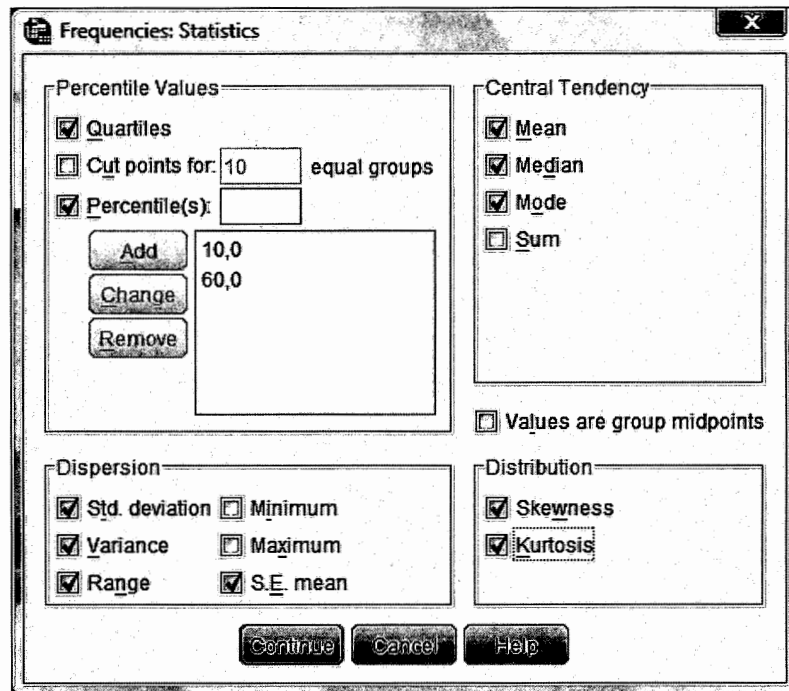 Frequencies: Statistics
X
Percentile Values
Quartiles
Cut points for: 10 equal groups
Percentile(s):
Add
Change
Remove
10,0
60,0
Central Tendency
Mean
Median
Mode
Sum
Values are group midpoints
Dispersion
Std. deviation
Minimum
Variance
Maximum
Range
S.E. mean
Distribution
Skewness
Kurtosis
Continue
Cancel
Help